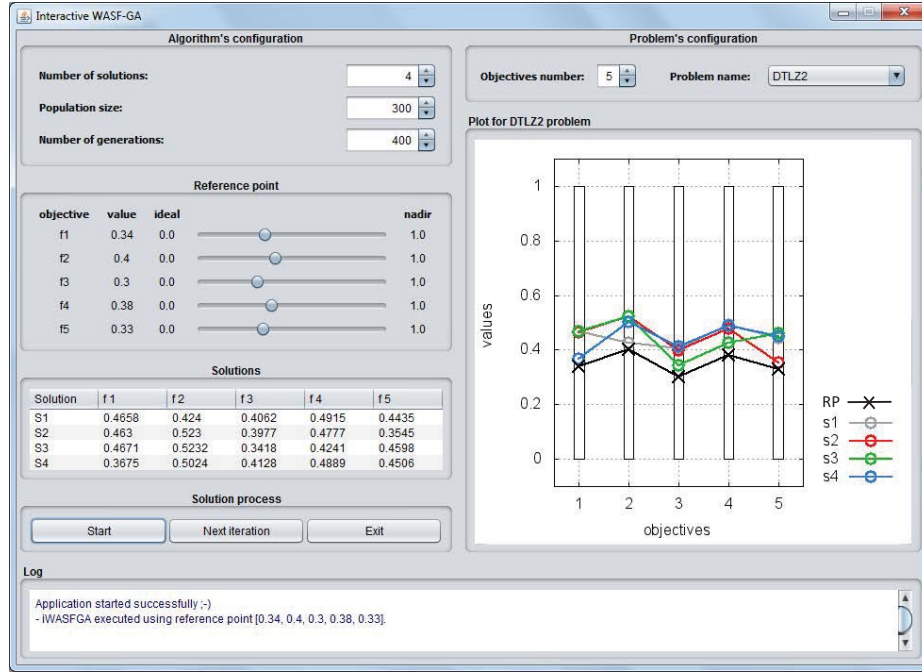 Interactive WASF-GA
Algorithm's configuration
Number of solutions: 4
Population size: 300
Number of generations: 400
Problem's configuration
Objectives number: 5 Problem name: DTLZ2
Reference point
objective value ideal nadir
f1 0.34 0.0 1.0
f2 0.4 0.0 1.0
f3 0.3 0.0 1.0
f4 0.38 0.0 1.0
f5 0.33 0.0 1.0
Solutions
Solution f 1 f 2 f 3 f 4 f 5
S1 0.4658 0.424 0.4062 0.4915 0.4435
S2 0.463 0.523 0.3977 0.4777 0.3545
S3 0.4671 0.5232 0.3418 0.4241 0.4598
S4 0.3675 0.5024 0.4128 0.4889 0.4506
Solution process
Start Next iteration Exit
Plot for DTLZ2 problem
1
0.8
0.6
0.4
0.2
0
values
1 2 3 4 5
objectives
RP
s1
s2
s3
s4
Log
Application started successfully ;-)
- iWASFGA executed using reference point [0.34, 0.4, 0.3, 0.38, 0.33].